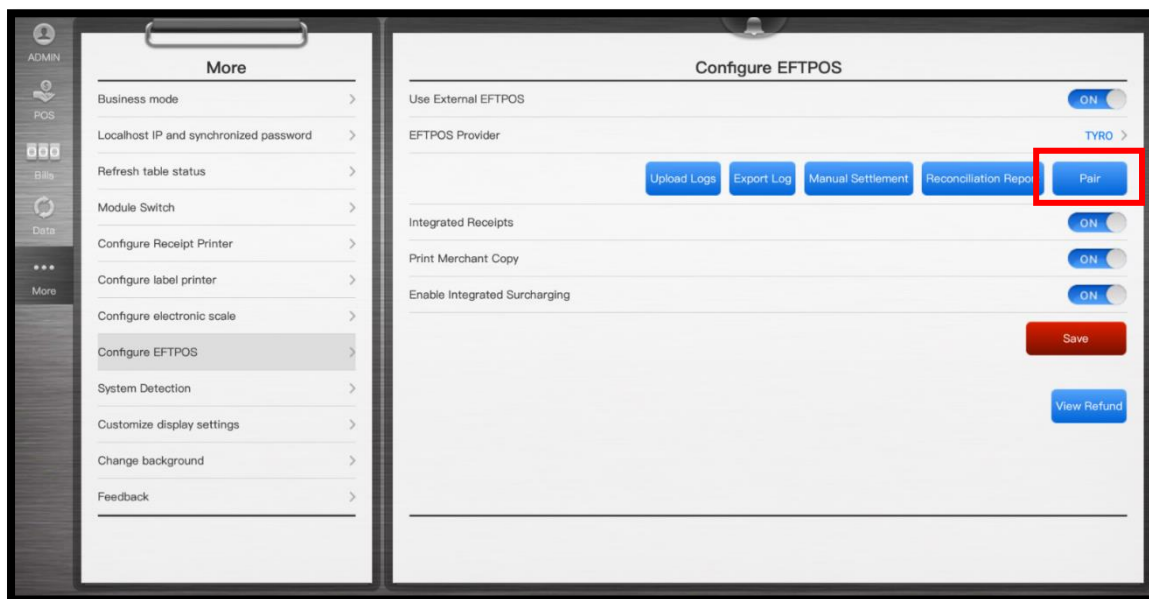 ADMIN
POS
Bills
Data
More
More
Business mode
Localhost IP and synchronized password
Refresh table status
Module Switch
Configure Receipt Printer
Configure label printer
Configure electronic scale
Configure EFTPOS
System Detection
Customize display settings
Change background
Feedback
Configure EFTPOS
Use External EFTPOS ON
EFTPOS Provider TYRO
Upload Logs Export Log Manual Settlement Reconciliation Repor Pair
Integrated Receipts ON
Print Merchant Copy ON
Enable Integrated Surcharging ON
Save
View Refund